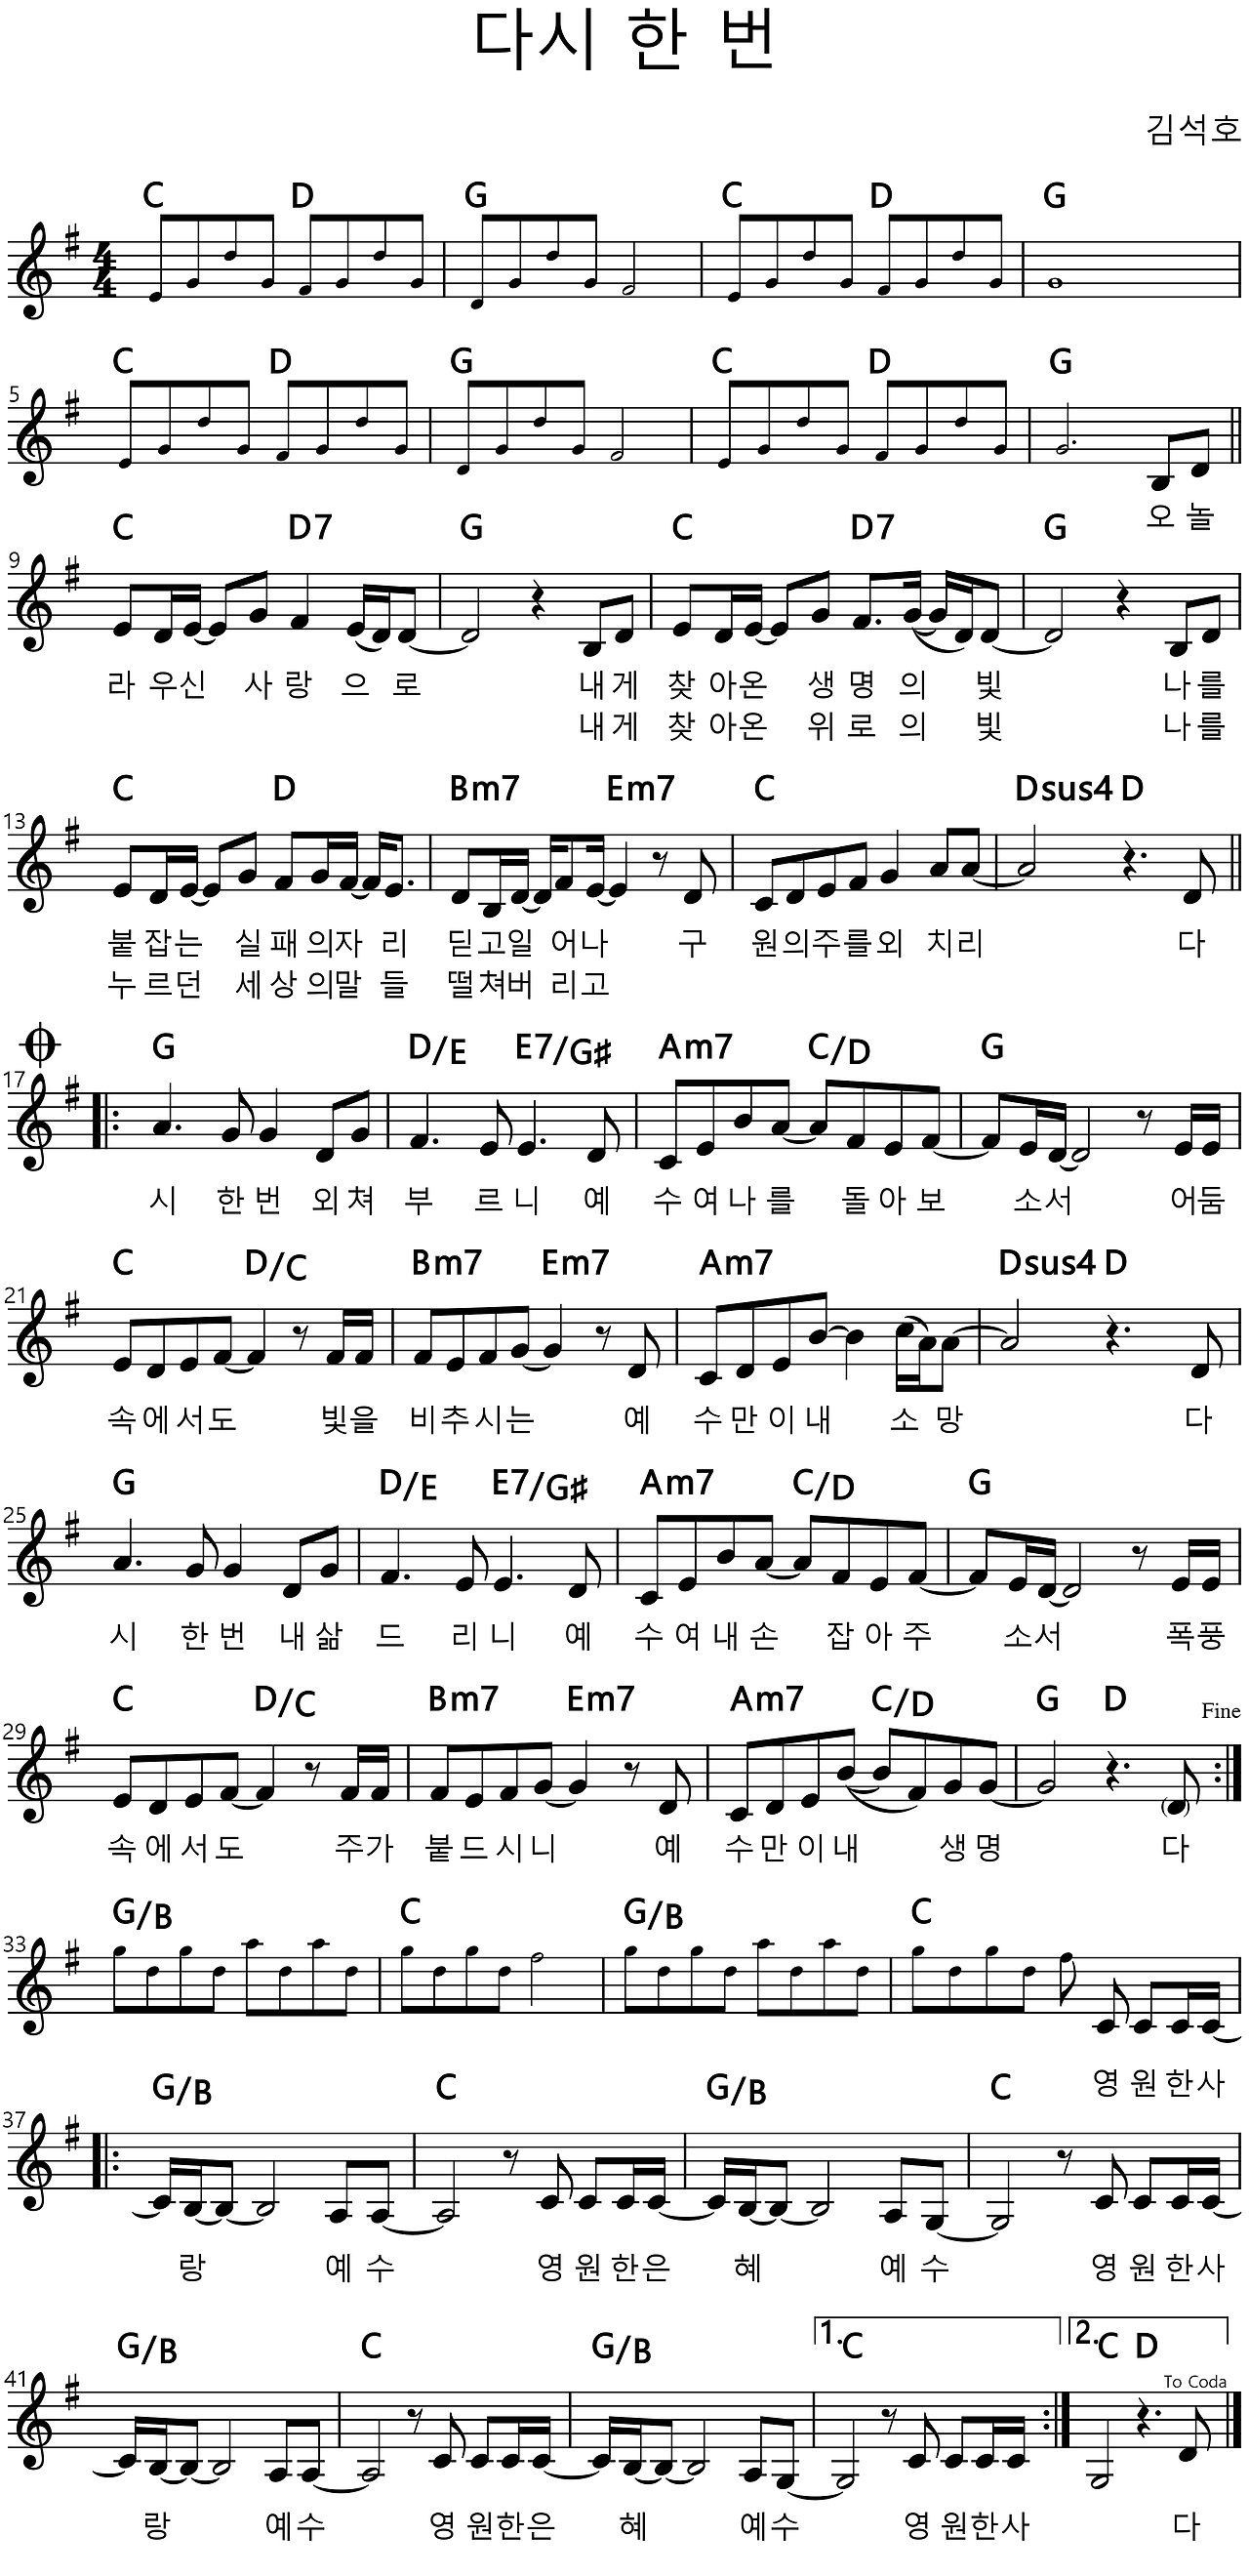 다시 한 번
김석호
C D G C D G
5 C D G C D G
오 놀
9 C D7 G C D7 G
라 우신 사 랑 으 로 내 게 찾 아온 생 명 의 빛 나 를
내 게 찾 아온 위 로 의 빛 나 를
13 C D Bm7 Em7 C Dsus4 D
붙 잡는 실 패 의자 리 딛 고일 어나 구 원의주를외 치리 다
누 르던 세 상 의말 들 떨쳐버 리고
17 G D/E E7/G♯ Am7 C/D G
시 한 번 외 쳐 부 르 니 예 수 여 나 를 돌 아 보 소서 어둠
21 C D/C Bm7 Em7 Am7 Dsus4 D
속 에 서 도 빛을 비 추 시 는 예 수 만 이 내 소 망 다
25 G D/E E7/G♯ Am7 C/D G
시 한 번 내 삶 드 리 니 예 수 여 내 손 잡 아 주 소서 폭풍
29 C D/C Bm7 Em7 Am7 C/D G D Fine
속 에 서 도 주가 붙 드 시 니 예 수 만 이 내 생 명 다
33 G/B C G/B C
영 원 한사
37 G/B C G/B C
랑 예 수 영 원 한은 혜 예 수 영 원 한사
1. 2.
41 G/B C G/B C C D
To Coda
랑 예수 영 원한은 혜 예수 영 원한사 다